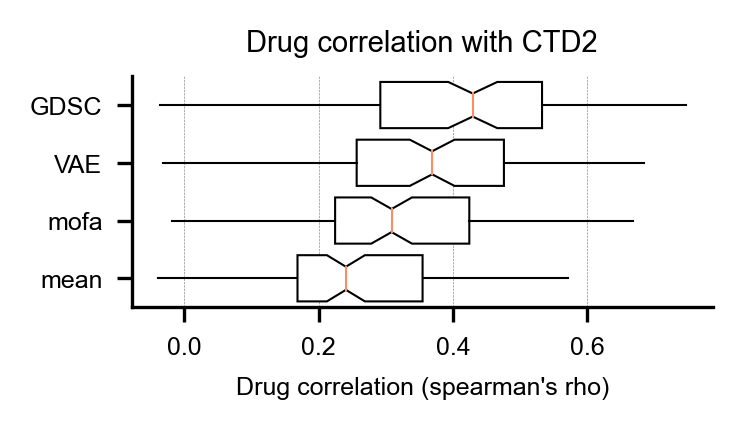 Drug correlation with CTD2
GDSC
VAE
mofa
mean
0.0 0.2 0.4 0.6
Drug correlation (spearman's rho)